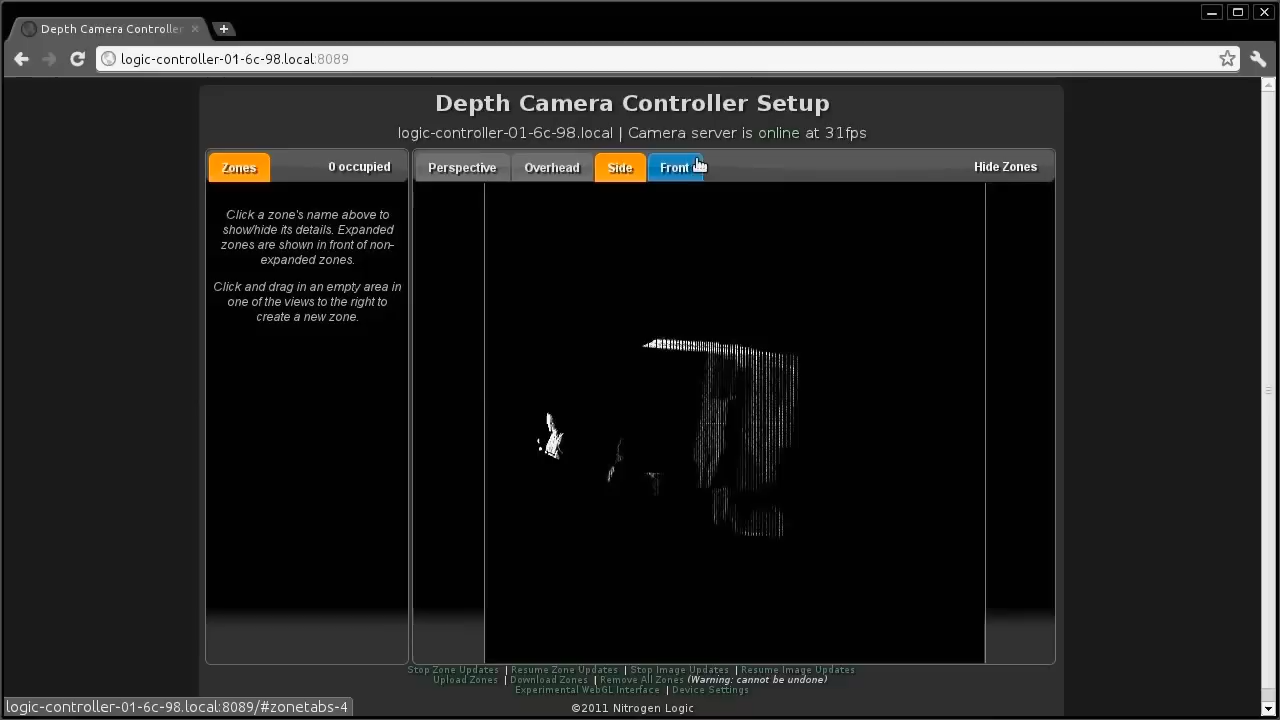 Depth Camera Controller
logic-controller-01-6c-98.local:8089
Depth Camera Controller Setup
logic-controller-01-6c-98.local | Camera server is online at 31fps
Zones 0 occupied
Perspective Overhead Side Front Hide Zones
Click a zone's name above to
show/hide its details. Expanded
zones are shown in front of non-
expanded zones.
Click and drag in an empty area in
one of the views to the right to
create a new zone.
Stop Zone Updates | Resume Zone Updates | Stop Image Updates | Resume Image Updates
Upload Zones | Download Zones | Remove All Zones (Warning: cannot be undone)
Experimental WebGL Interface | Device Settings
logic-controller-01-6c-98.local:8089/#zonetabs-4
©2011 Nitrogen Logic